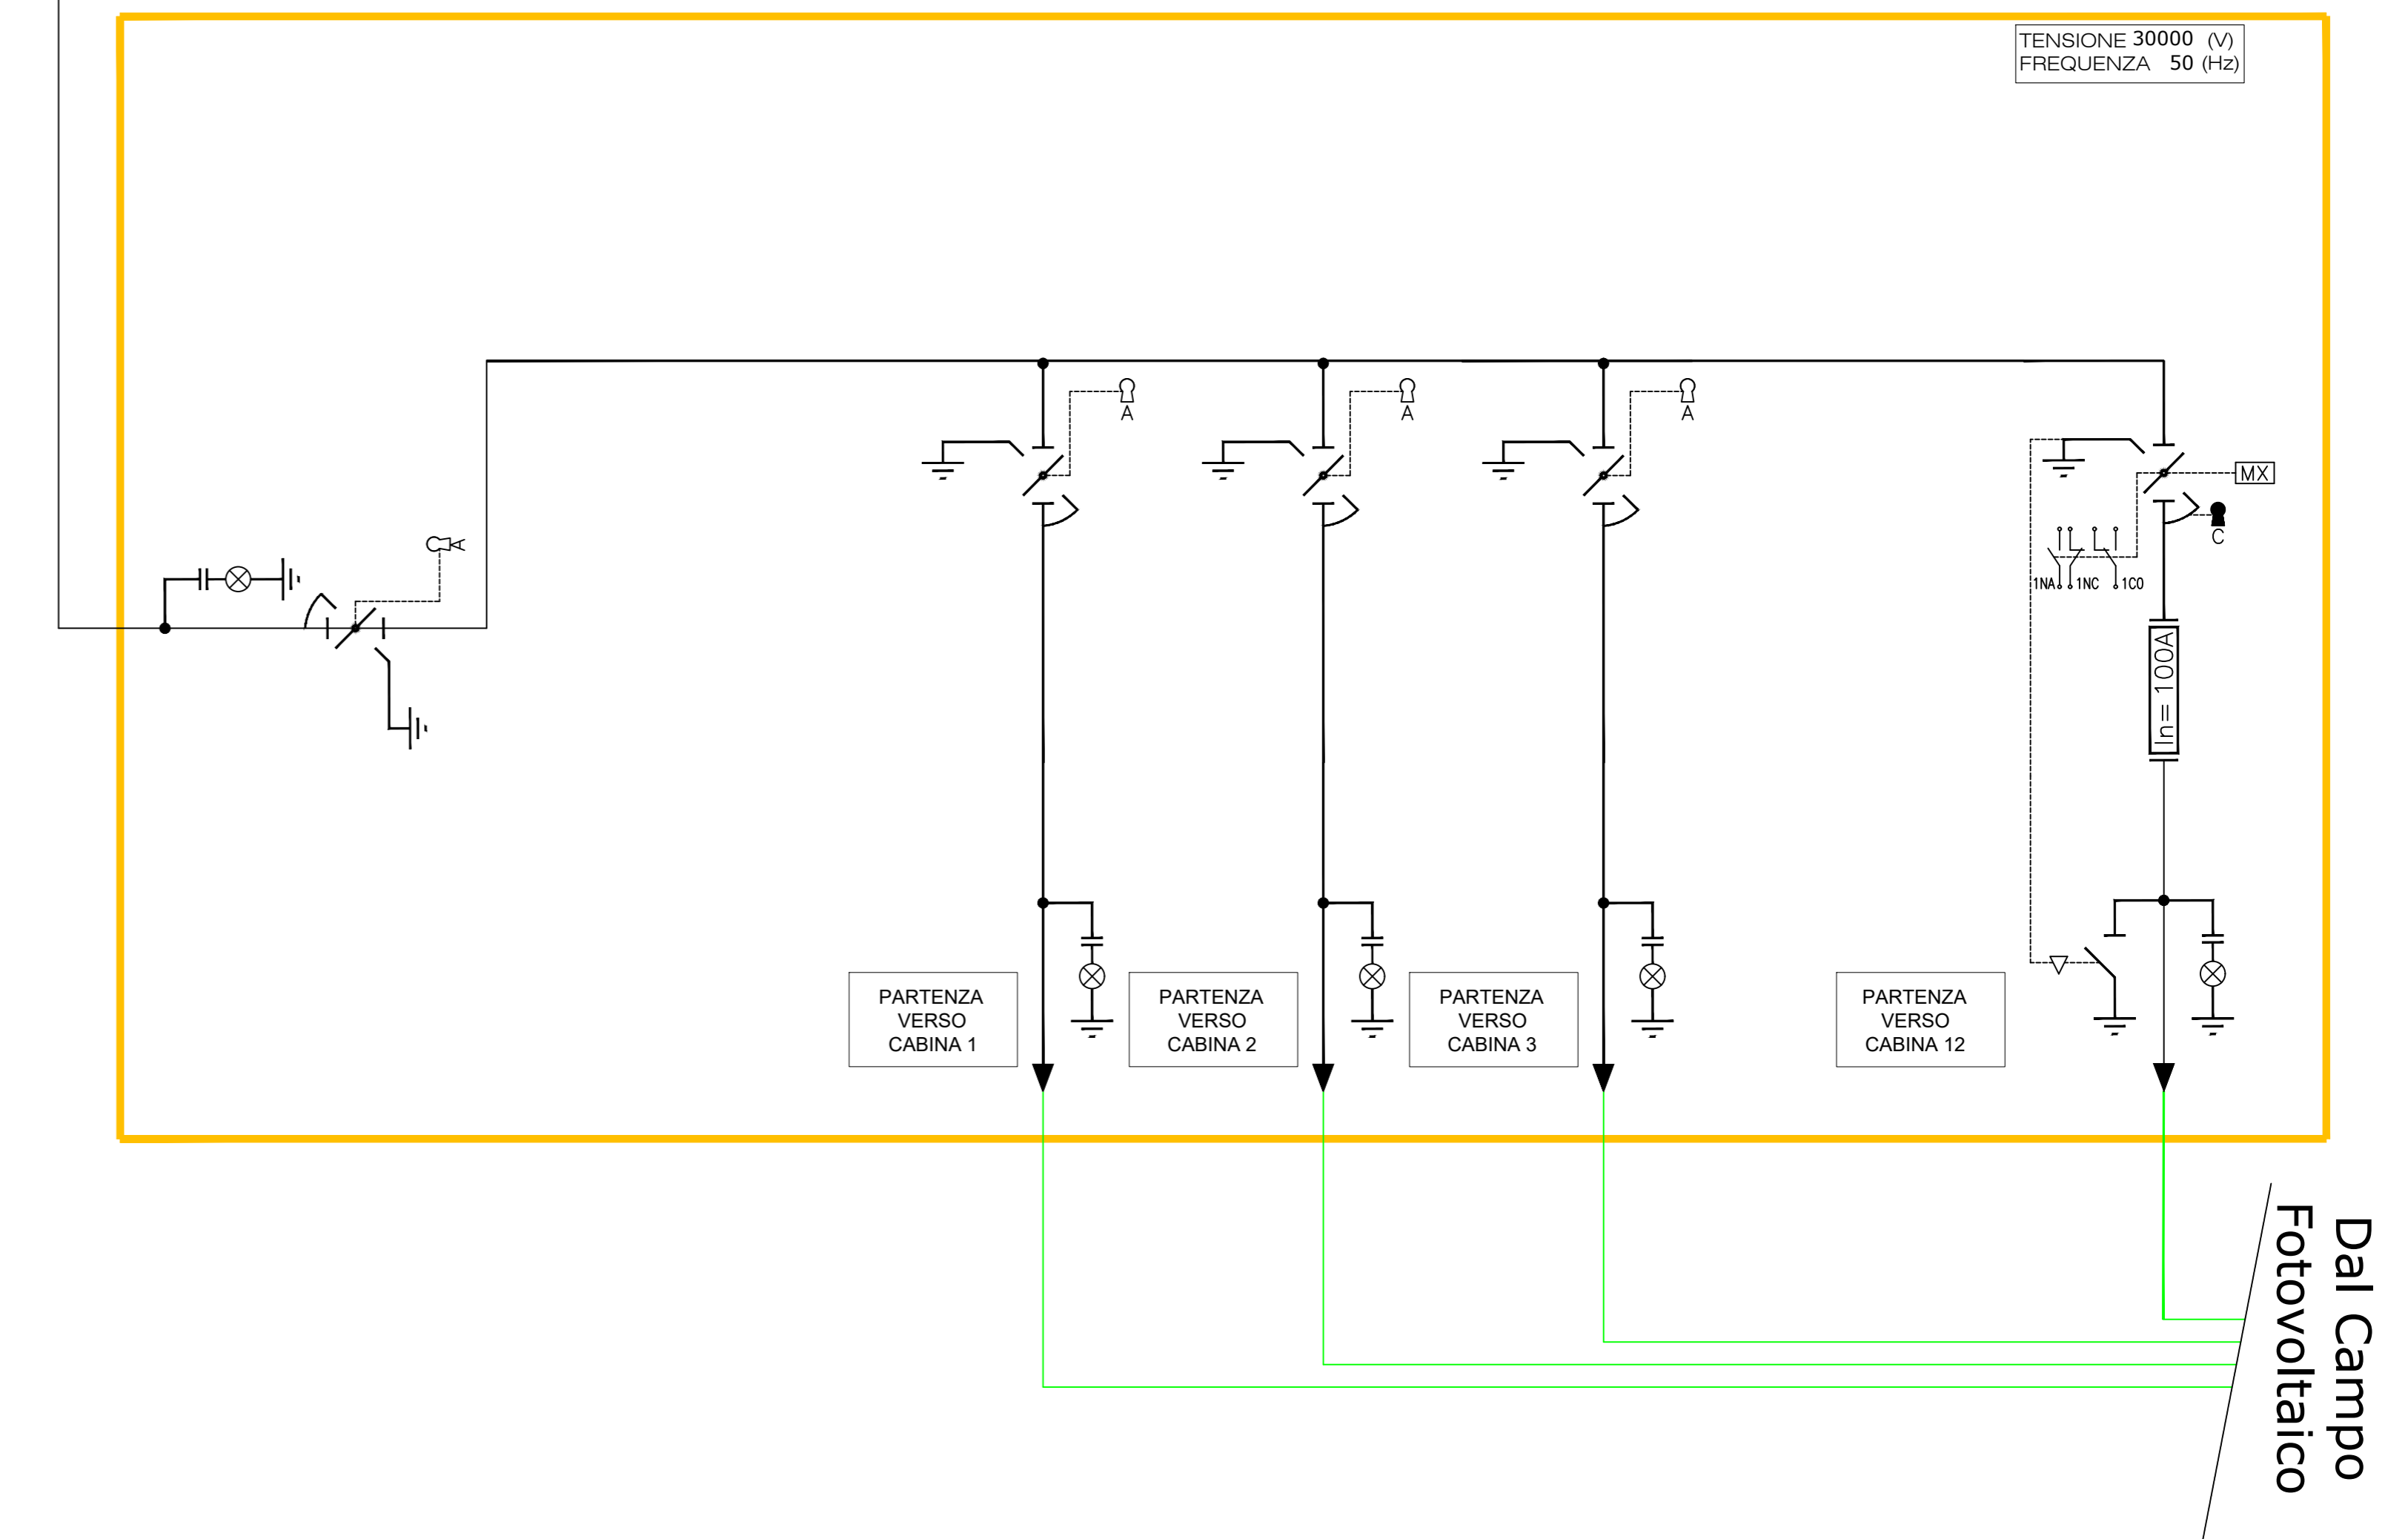 TENSIONE 30000 (V)
FREQUENZA 50 (Hz)
A
A
A
A
MX
C
1NA 1NC 1CO
In= 100A
PARTENZA
VERSO
CABINA 1
PARTENZA
VERSO
CABINA 2
PARTENZA
VERSO
CABINA 3
PARTENZA
VERSO
CABINA 12
Dal Campo
Fotovoltaico